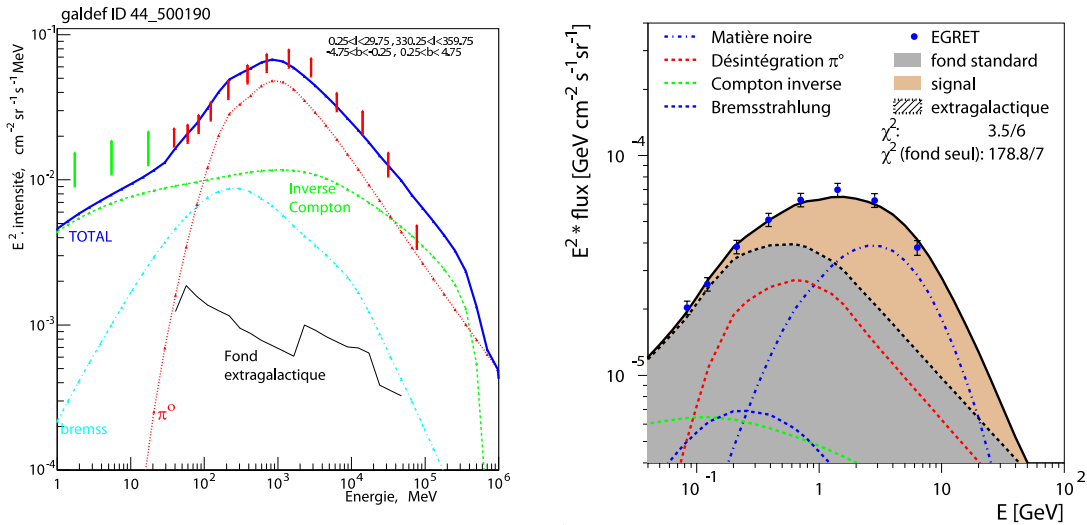 galdef ID 44_500190
0.25<l<29.75, 330.25<l<359.75
-4.75<b<-0.25, 0.25<b<4.75
E². intensité, cm⁻² sr⁻¹ s⁻¹ MeV
10⁻¹
10⁻²
10⁻³
10⁻⁴
TOTAL
Inverse
Compton
bremss
π⁰
Fond
extragalactique
1 10 10² 10³ 10⁴ 10⁵ 10⁶
Energie, MeV
Matière noire
Désintégration π°
Compton inverse
Bremsstrahlung
EGRET
fond standard
signal
extragalactique
χ²: 3.5/6
χ² (fond seul): 178.8/7
E² * flux [GeV cm⁻² s⁻¹ sr⁻¹]
10⁻⁴
10⁻⁵
10⁻¹ 1 10 10²
E [GeV]